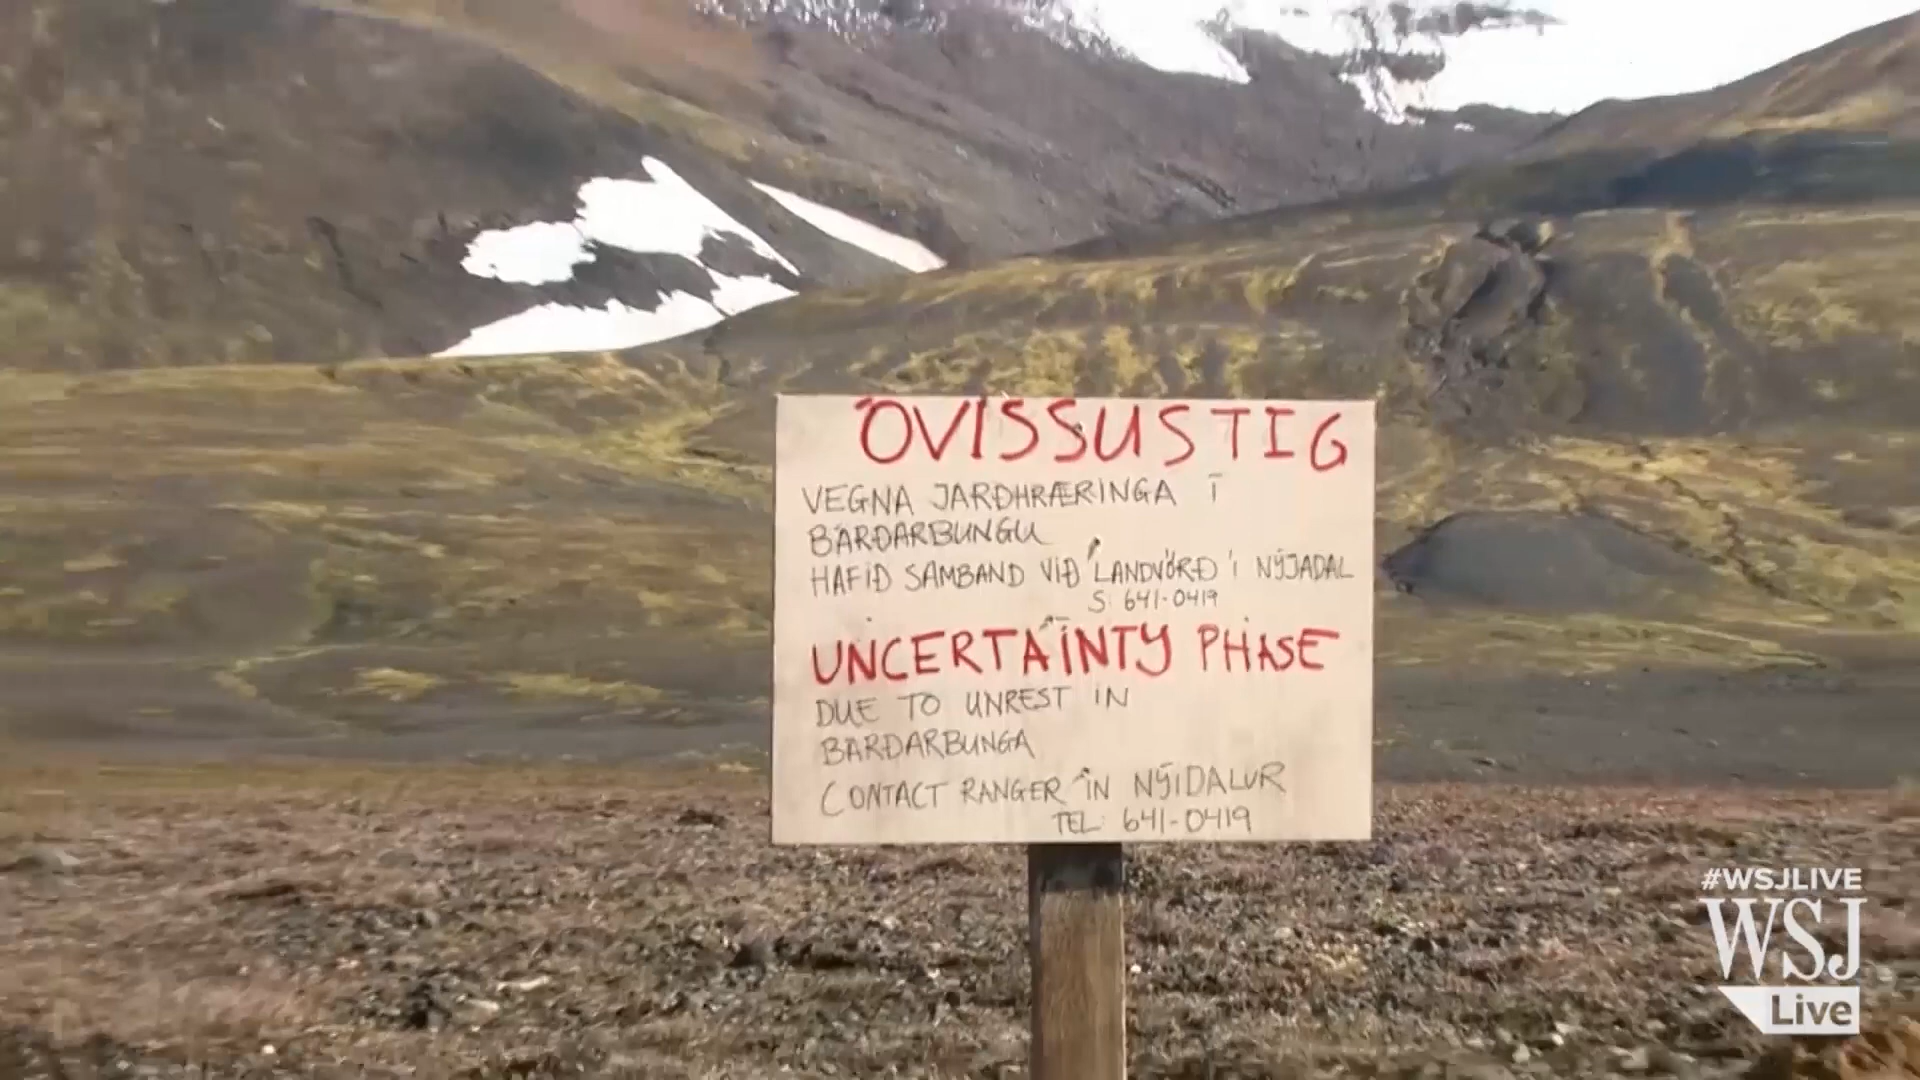 ÓVISSUSTIG
VEGNA JARÐHRÆRINGA Í
BÁRÐARBUNGU
HAFIÐ SAMBAND VIÐ LANDVÖRÐ Í NÝJADAL
S: 641-0419
UNCERTAINTY PHASE
DUE TO UNREST IN
BÁRÐARBUNGA
CONTACT RANGER IN NÝIDALUR
TEL: 641-0419
#WSJLIVE
WSJ
Live